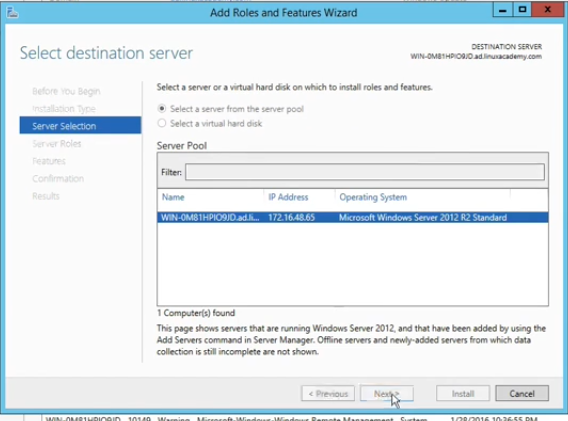 Add Roles and Features Wizard
Select destination server
DESTINATION SERVER
WIN-0M81HPIO9JD.ad.linuxacademy.com
Before You Begin
Installation Type
Server Selection
Server Roles
Features
Confirmation
Results
Select a server or a virtual hard disk on which to install roles and features.
Select a server from the server pool
Select a virtual hard disk
Server Pool
Filter:
Name IP Address Operating System
WIN-0M81HPIO9JD.ad.li... 172.16.48.65 Microsoft Windows Server 2012 R2 Standard
1 Computer(s) found
This page shows servers that are running Windows Server 2012, and that have been added by using the
Add Servers command in Server Manager. Offline servers and newly-added servers from which data
collection is still incomplete are not shown.
< Previous Next > Install Cancel
WIN-0M81HPIO9JD 10149 Warning Microsoft-Windows-Windows Remote Management System 1/28/2016 10:36:55 PM